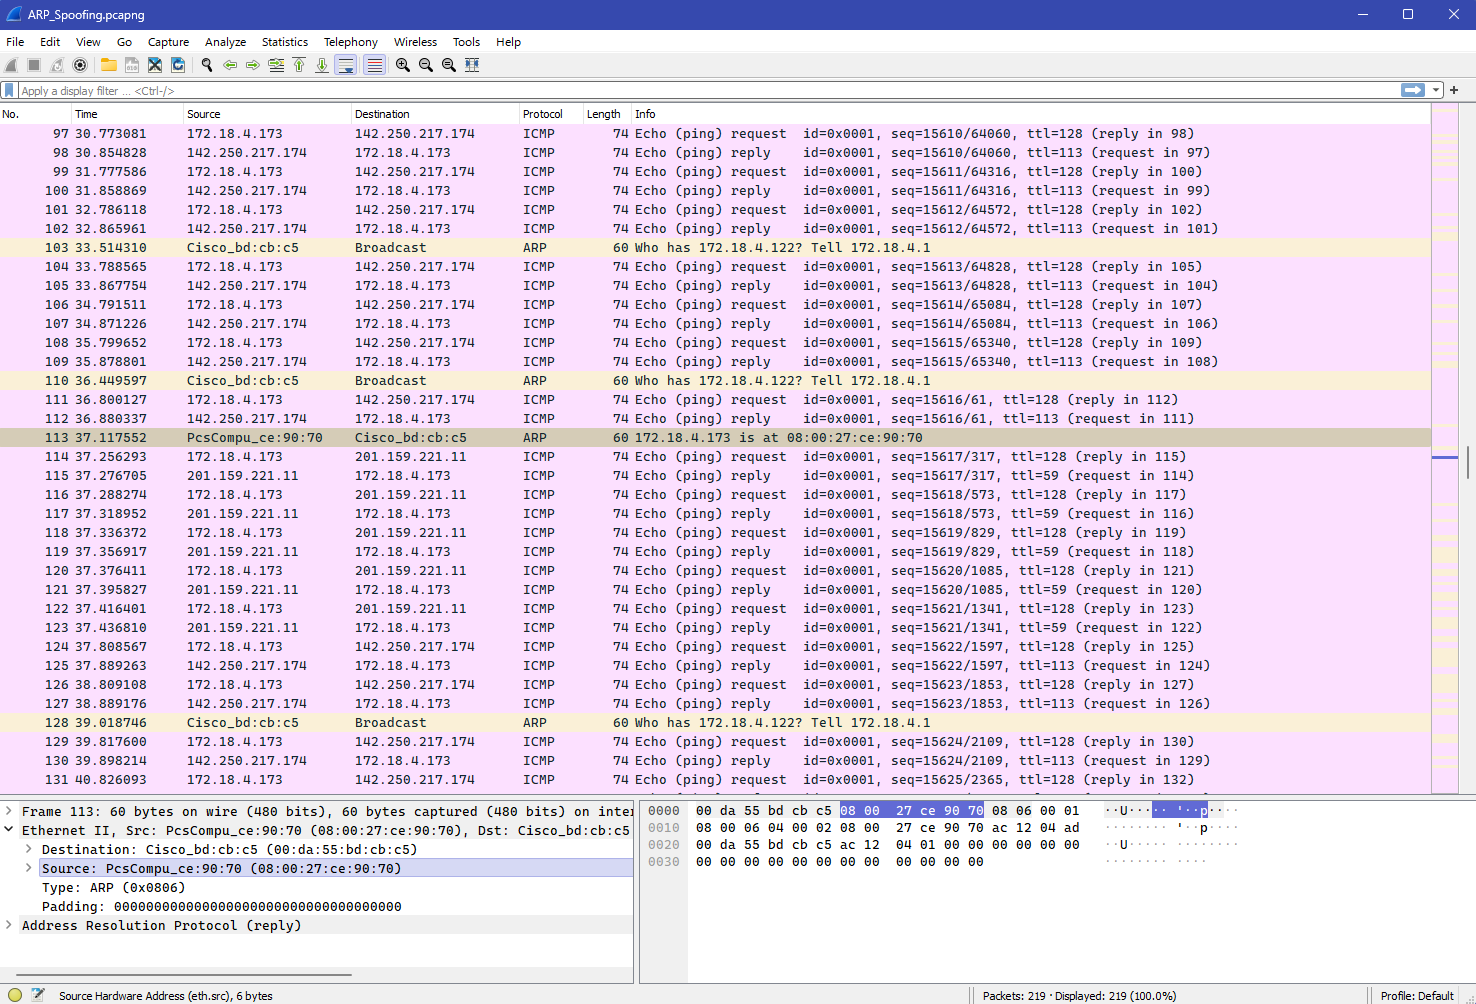 ARP_Spoofing.pcapng
File Edit View Go Capture Analyze Statistics Telephony Wireless Tools Help
Apply a display filter ... <Ctrl-/>
No. Time Source Destination Protocol Length Info
97 30.773081 172.18.4.173 142.250.217.174 ICMP 74 Echo (ping) request id=0x0001, seq=15610/64060, ttl=128 (reply in 98)
98 30.854828 142.250.217.174 172.18.4.173 ICMP 74 Echo (ping) reply id=0x0001, seq=15610/64060, ttl=113 (request in 97)
99 31.777586 172.18.4.173 142.250.217.174 ICMP 74 Echo (ping) request id=0x0001, seq=15611/64316, ttl=128 (reply in 100)
100 31.858869 142.250.217.174 172.18.4.173 ICMP 74 Echo (ping) reply id=0x0001, seq=15611/64316, ttl=113 (request in 99)
101 32.786118 172.18.4.173 142.250.217.174 ICMP 74 Echo (ping) request id=0x0001, seq=15612/64572, ttl=128 (reply in 102)
102 32.865961 142.250.217.174 172.18.4.173 ICMP 74 Echo (ping) reply id=0x0001, seq=15612/64572, ttl=113 (request in 101)
103 33.514310 Cisco_bd:cb:c5 Broadcast ARP 60 Who has 172.18.4.122? Tell 172.18.4.1
104 33.788565 172.18.4.173 142.250.217.174 ICMP 74 Echo (ping) request id=0x0001, seq=15613/64828, ttl=128 (reply in 105)
105 33.867754 142.250.217.174 172.18.4.173 ICMP 74 Echo (ping) reply id=0x0001, seq=15613/64828, ttl=113 (request in 104)
106 34.791511 172.18.4.173 142.250.217.174 ICMP 74 Echo (ping) request id=0x0001, seq=15614/65084, ttl=128 (reply in 107)
107 34.871226 142.250.217.174 172.18.4.173 ICMP 74 Echo (ping) reply id=0x0001, seq=15614/65084, ttl=113 (request in 106)
108 35.799652 172.18.4.173 142.250.217.174 ICMP 74 Echo (ping) request id=0x0001, seq=15615/65340, ttl=128 (reply in 109)
109 35.878801 142.250.217.174 172.18.4.173 ICMP 74 Echo (ping) reply id=0x0001, seq=15615/65340, ttl=113 (request in 108)
110 36.449597 Cisco_bd:cb:c5 Broadcast ARP 60 Who has 172.18.4.122? Tell 172.18.4.1
111 36.800127 172.18.4.173 142.250.217.174 ICMP 74 Echo (ping) request id=0x0001, seq=15616/61, ttl=128 (reply in 112)
112 36.880337 142.250.217.174 172.18.4.173 ICMP 74 Echo (ping) reply id=0x0001, seq=15616/61, ttl=113 (request in 111)
113 37.117552 PcsCompu_ce:90:70 Cisco_bd:cb:c5 ARP 60 172.18.4.173 is at 08:00:27:ce:90:70
114 37.256293 172.18.4.173 201.159.221.11 ICMP 74 Echo (ping) request id=0x0001, seq=15617/317, ttl=128 (reply in 115)
115 37.276705 201.159.221.11 172.18.4.173 ICMP 74 Echo (ping) reply id=0x0001, seq=15617/317, ttl=59 (request in 114)
116 37.288274 172.18.4.173 201.159.221.11 ICMP 74 Echo (ping) request id=0x0001, seq=15618/573, ttl=128 (reply in 117)
117 37.318952 201.159.221.11 172.18.4.173 ICMP 74 Echo (ping) reply id=0x0001, seq=15618/573, ttl=59 (request in 116)
118 37.336372 172.18.4.173 201.159.221.11 ICMP 74 Echo (ping) request id=0x0001, seq=15619/829, ttl=128 (reply in 119)
119 37.356917 201.159.221.11 172.18.4.173 ICMP 74 Echo (ping) reply id=0x0001, seq=15619/829, ttl=59 (request in 118)
120 37.376411 172.18.4.173 201.159.221.11 ICMP 74 Echo (ping) request id=0x0001, seq=15620/1085, ttl=128 (reply in 121)
121 37.395827 201.159.221.11 172.18.4.173 ICMP 74 Echo (ping) reply id=0x0001, seq=15620/1085, ttl=59 (request in 120)
122 37.416401 172.18.4.173 201.159.221.11 ICMP 74 Echo (ping) request id=0x0001, seq=15621/1341, ttl=128 (reply in 123)
123 37.436810 201.159.221.11 172.18.4.173 ICMP 74 Echo (ping) reply id=0x0001, seq=15621/1341, ttl=59 (request in 122)
124 37.808567 172.18.4.173 142.250.217.174 ICMP 74 Echo (ping) request id=0x0001, seq=15622/1597, ttl=128 (reply in 125)
125 37.889263 142.250.217.174 172.18.4.173 ICMP 74 Echo (ping) reply id=0x0001, seq=15622/1597, ttl=113 (request in 124)
126 38.809108 172.18.4.173 142.250.217.174 ICMP 74 Echo (ping) request id=0x0001, seq=15623/1853, ttl=128 (reply in 127)
127 38.889176 142.250.217.174 172.18.4.173 ICMP 74 Echo (ping) reply id=0x0001, seq=15623/1853, ttl=113 (request in 126)
128 39.018746 Cisco_bd:cb:c5 Broadcast ARP 60 Who has 172.18.4.122? Tell 172.18.4.1
129 39.817600 172.18.4.173 142.250.217.174 ICMP 74 Echo (ping) request id=0x0001, seq=15624/2109, ttl=128 (reply in 130)
130 39.898214 142.250.217.174 172.18.4.173 ICMP 74 Echo (ping) reply id=0x0001, seq=15624/2109, ttl=113 (request in 129)
131 40.826093 172.18.4.173 142.250.217.174 ICMP 74 Echo (ping) request id=0x0001, seq=15625/2365, ttl=128 (reply in 132)
Frame 113: 60 bytes on wire (480 bits), 60 bytes captured (480 bits) on inter
Ethernet II, Src: PcsCompu_ce:90:70 (08:00:27:ce:90:70), Dst: Cisco_bd:cb:c5
Destination: Cisco_bd:cb:c5 (00:da:55:bd:cb:c5)
Source: PcsCompu_ce:90:70 (08:00:27:ce:90:70)
Type: ARP (0x0806)
Padding: 000000000000000000000000000000000000
Address Resolution Protocol (reply)
0000 00 da 55 bd cb c5 08 00 27 ce 90 70 08 06 00 01 ··U·····'··p····
0010 08 00 06 04 00 02 08 00 27 ce 90 70 ac 12 04 ad ········'··p····
0020 00 da 55 bd cb c5 ac 12 04 01 00 00 00 00 00 00 ··U·············
0030 00 00 00 00 00 00 00 00 00 00 00 00 ············
Source Hardware Address (eth.src), 6 bytes
Packets: 219 · Displayed: 219 (100.0%)
Profile: Default